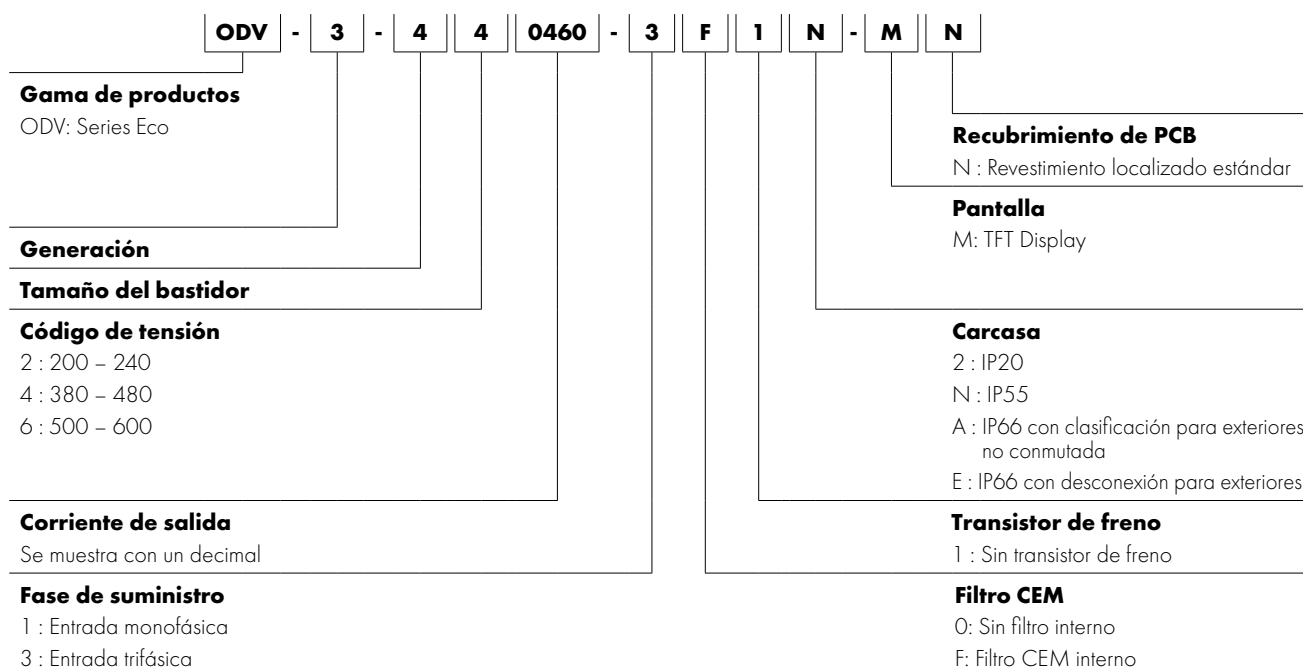 ODV - 3 - 4 4 0460 - 3 F 1 N - M N
Gama de productos
ODV: Series Eco
Generación
Tamaño del bastidor
Código de tensión
2 : 200 – 240
4 : 380 – 480
6 : 500 – 600
Corriente de salida
Se muestra con un decimal
Fase de suministro
1 : Entrada monofásica
3 : Entrada trifásica
Recubrimiento de PCB
N : Revestimiento localizado estándar
Pantalla
M: TFT Display
Carcasa
2 : IP20
N : IP55
A : IP66 con clasificación para exteriores
no conmutada
E : IP66 con desconexión para exteriores
Transistor de freno
1 : Sin transistor de freno
Filtro CEM
0: Sin filtro interno
F: Filtro CEM interno